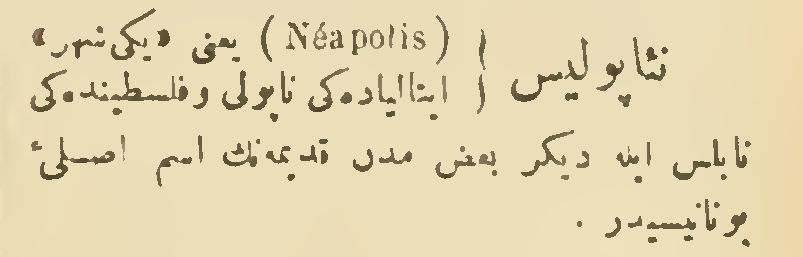 نئاپولیس { (Néapolis) یعنی «یکی شهر»
ایتالیاده‌کی ناپولی و فلسطینده‌کی
نابلس ایله دیکر بعض مدن قدیمه‌نك اسم اصلیٔ
یونانیسیدر .